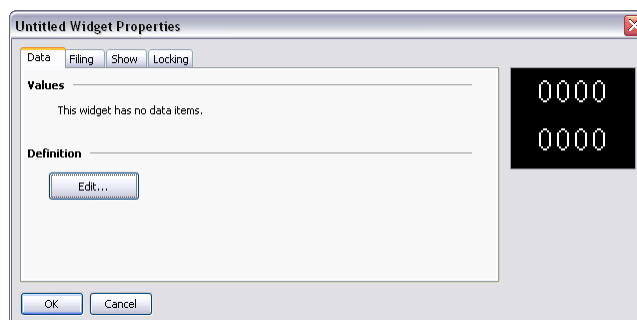 Untitled Widget Properties
Data Filing Show Locking
Values
This widget has no data items.
Definition
Edit...
OK Cancel
0000
0000